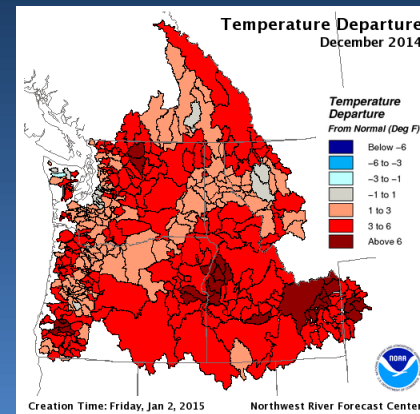 Temperature Departure
December 2014
Temperature
Departure
From Normal (Deg F)
Below -6
-6 to -3
-3 to -1
-1 to 1
1 to 3
3 to 6
Above 6
NOAA
Creation Time: Friday, Jan 2, 2015
Northwest River Forecast Center